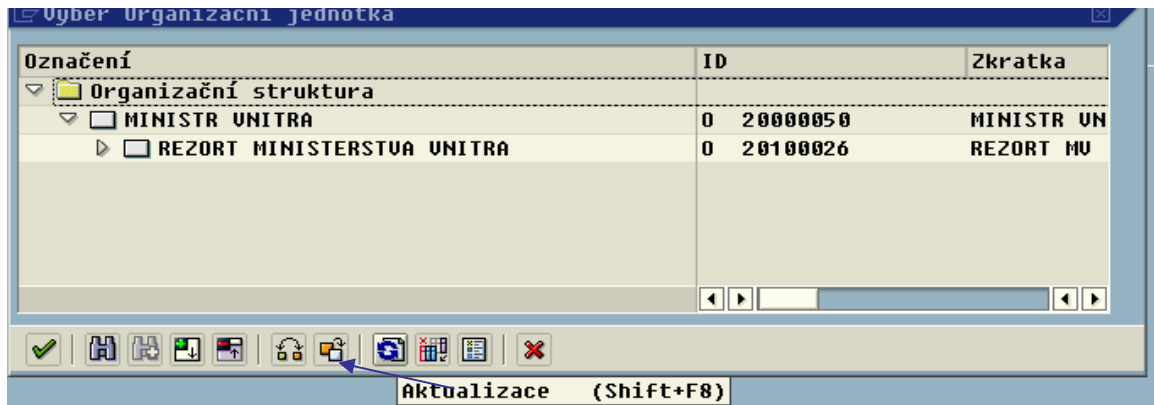 Výběr Organizační jednotka
Označení ID Zkratka
Organizační struktura
MINISTR VNITRA O 20000050 MINISTR VN
REZORT MINISTERSTVA VNITRA O 20100026 REZORT MV
Aktualizace (Shift+F8)